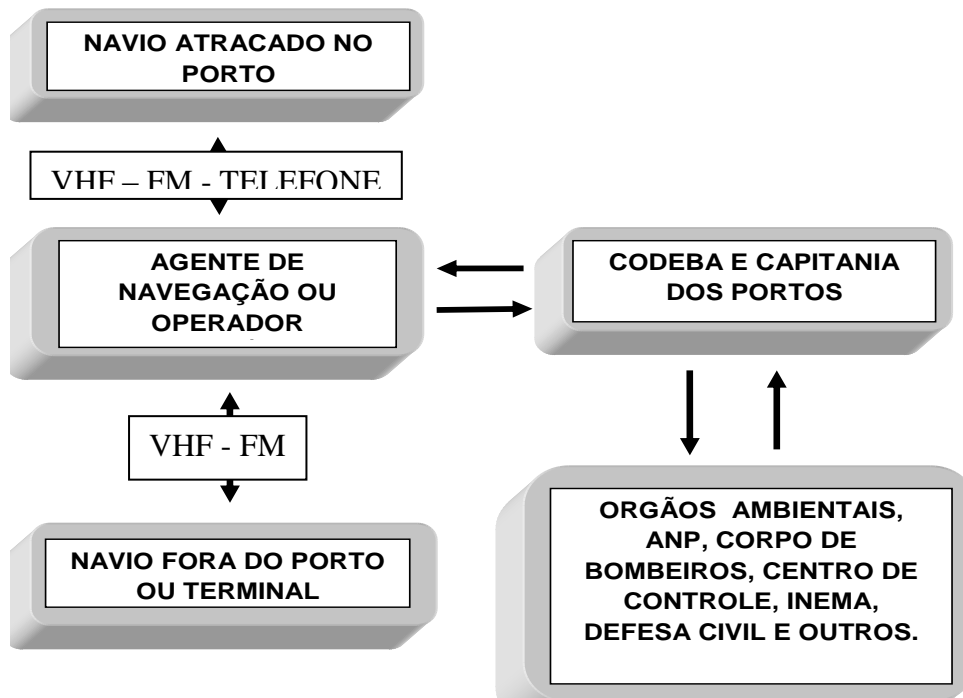 NAVIO ATRACADO NO
PORTO
VHF – FM - TELEFONE
AGENTE DE
NAVEGAÇÃO OU
OPERADOR
CODEBA E CAPITANIA
DOS PORTOS
VHF - FM
NAVIO FORA DO PORTO
OU TERMINAL
ORGÃOS AMBIENTAIS,
ANP, CORPO DE
BOMBEIROS, CENTRO DE
CONTROLE, INEMA,
DEFESA CIVIL E OUTROS.